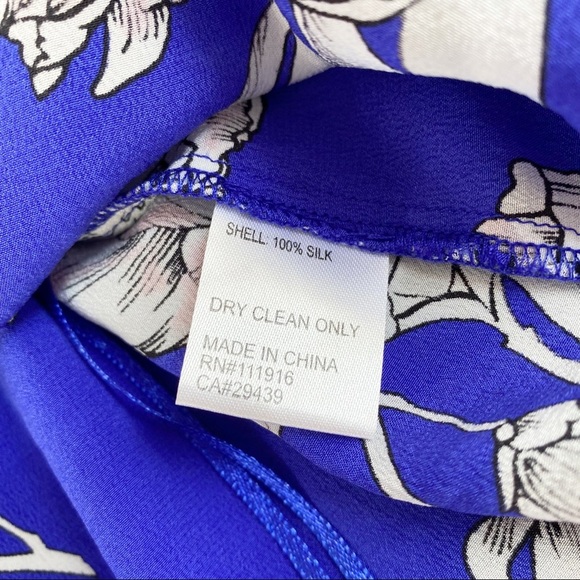 SHELL: 100% SILK
DRY CLEAN ONLY
MADE IN CHINA
RN#111916
CA#29439